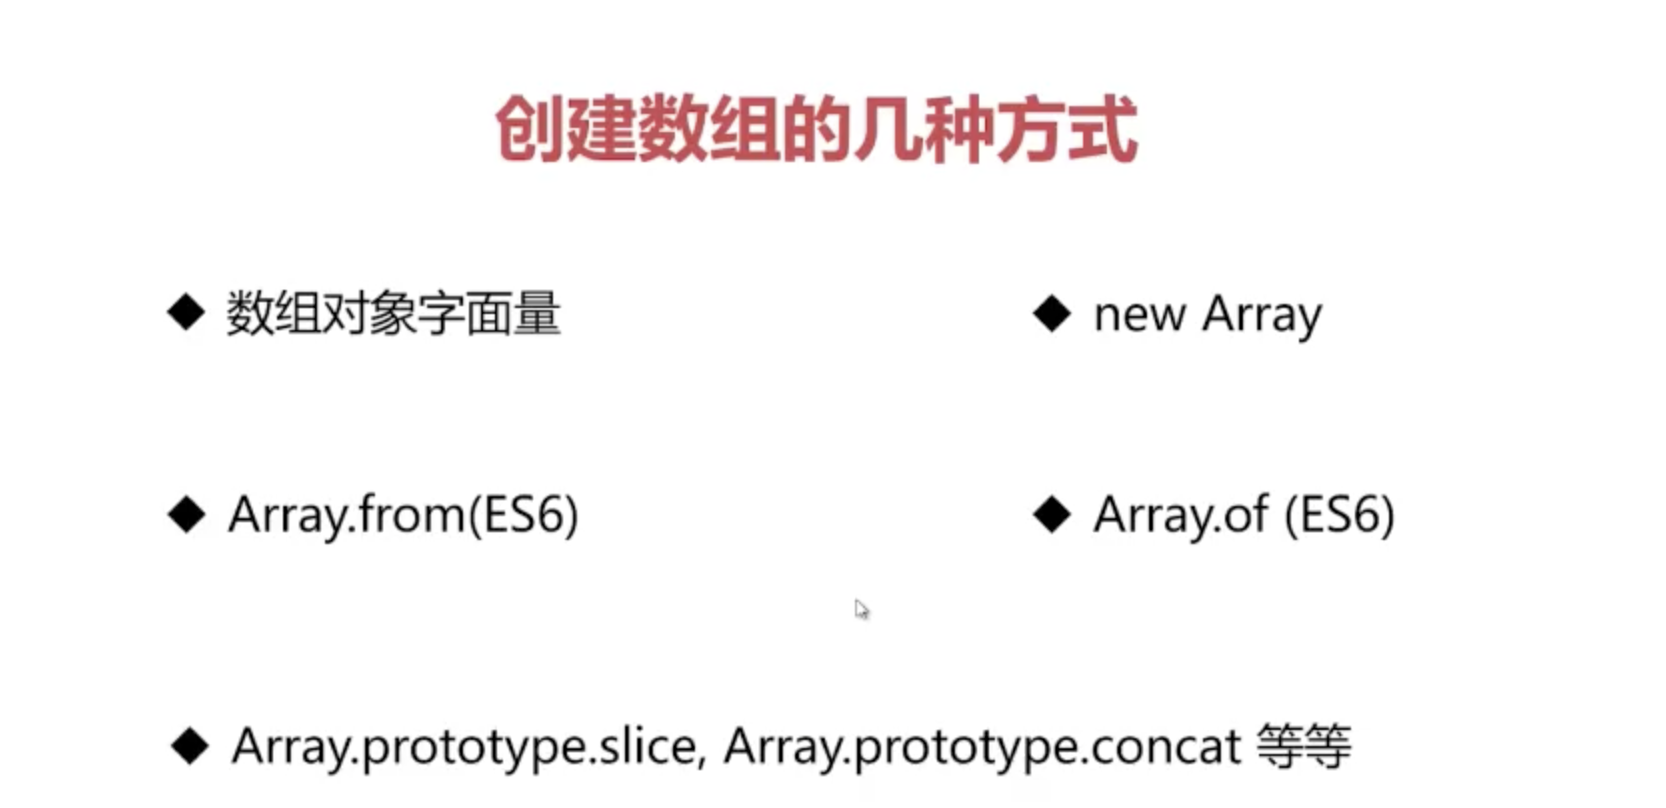 创建数组的几种方式
◆ 数组对象字面量
◆ new Array
◆ Array.from(ES6)
◆ Array.of (ES6)
◆ Array.prototype.slice, Array.prototype.concat 等等